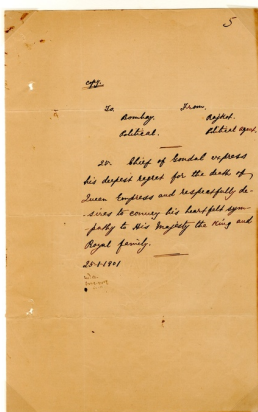 5
Copy.
To From
Bombay. Rajkot.
Political. Political Agent.
20. Chief of Gondal express
his deepest regret for the death of
Queen Empress and respectfully de-
sires to convey his heartfelt sym-
-pathy to His Majesty the King and
Royal family.
25-1-1901